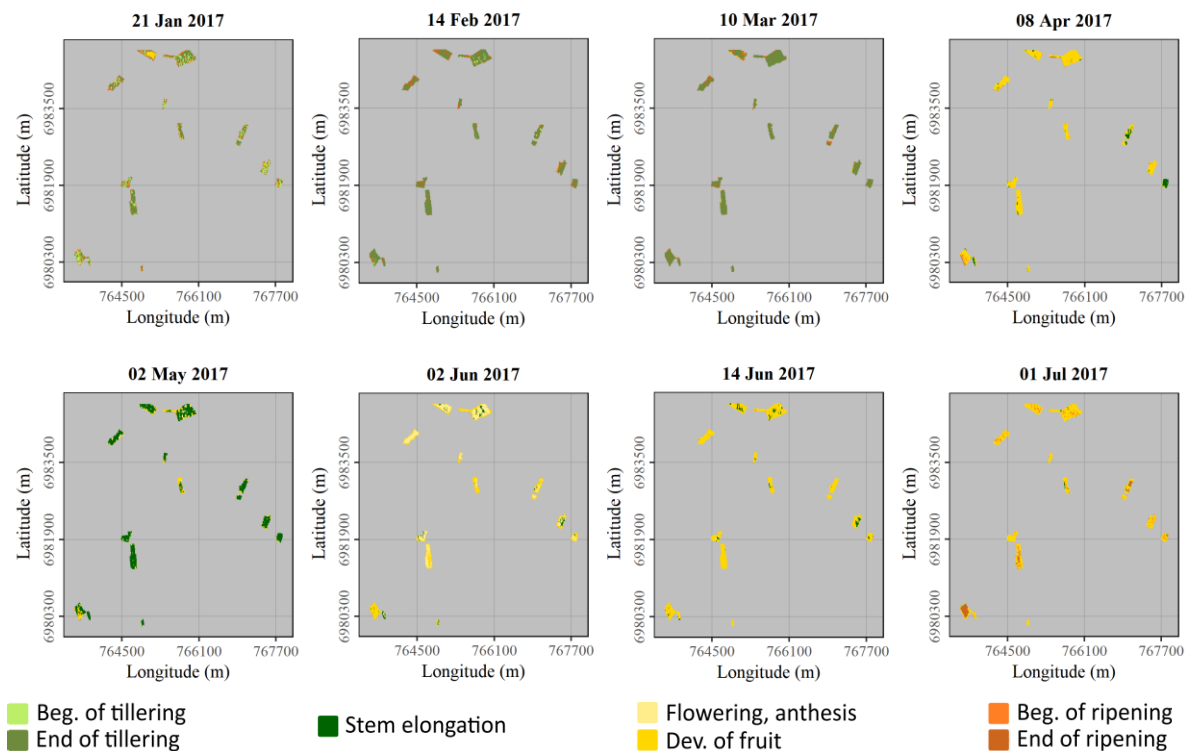 21 Jan 2017
14 Feb 2017
10 Mar 2017
08 Apr 2017
Latitude (m)
6983500
6981900
6980300
764500 766100 767700
Longitude (m)
Latitude (m)
6983500
6981900
6980300
764500 766100 767700
Longitude (m)
Latitude (m)
6983500
6981900
6980300
764500 766100 767700
Longitude (m)
Latitude (m)
6983500
6981900
6980300
764500 766100 767700
Longitude (m)
02 May 2017
02 Jun 2017
14 Jun 2017
01 Jul 2017
Latitude (m)
6983500
6981900
6980300
764500 766100 767700
Longitude (m)
Latitude (m)
6983500
6981900
6980300
764500 766100 767700
Longitude (m)
Latitude (m)
6983500
6981900
6980300
764500 766100 767700
Longitude (m)
Latitude (m)
6983500
6981900
6980300
764500 766100 767700
Longitude (m)
Beg. of tillering
End of tillering
Stem elongation
Flowering, anthesis
Dev. of fruit
Beg. of ripening
End of ripening